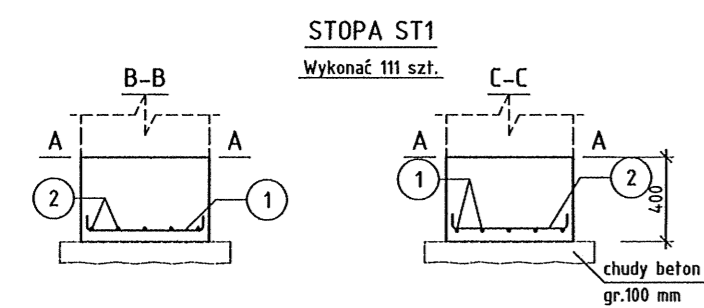 STOPA ST1
Wykonać 111 szt.
B-B
C-C
A A
A A
2 1
1 2
400
chudy beton
gr.100 mm